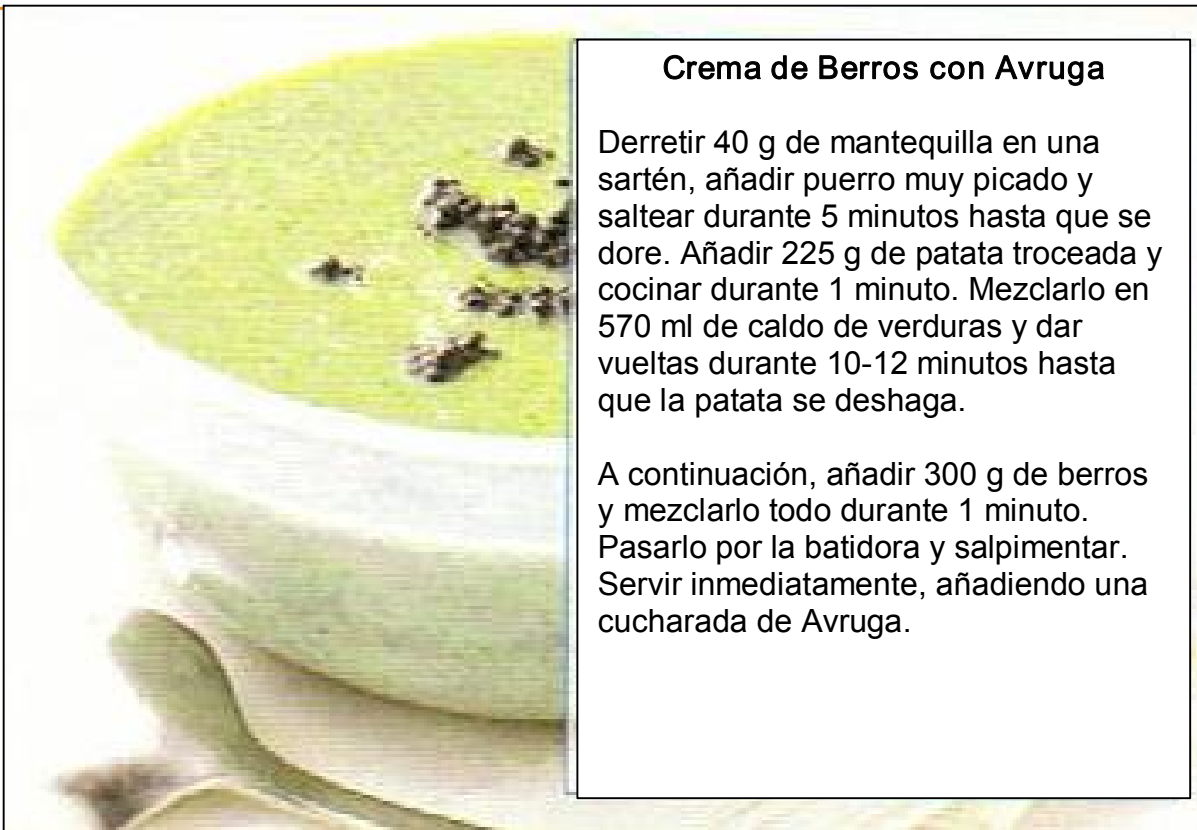 Crema de Berros con Avruga
Derretir 40 g de mantequilla en una
sartén, añadir puerro muy picado y
saltear durante 5 minutos hasta que se
dore. Añadir 225 g de patata troceada y
cocinar durante 1 minuto. Mezclarlo en
570 ml de caldo de verduras y dar
vueltas durante 10-12 minutos hasta
que la patata se deshaga.
A continuación, añadir 300 g de berros
y mezclarlo todo durante 1 minuto.
Pasarlo por la batidora y salpimentar.
Servir inmediatamente, añadiendo una
cucharada de Avruga.